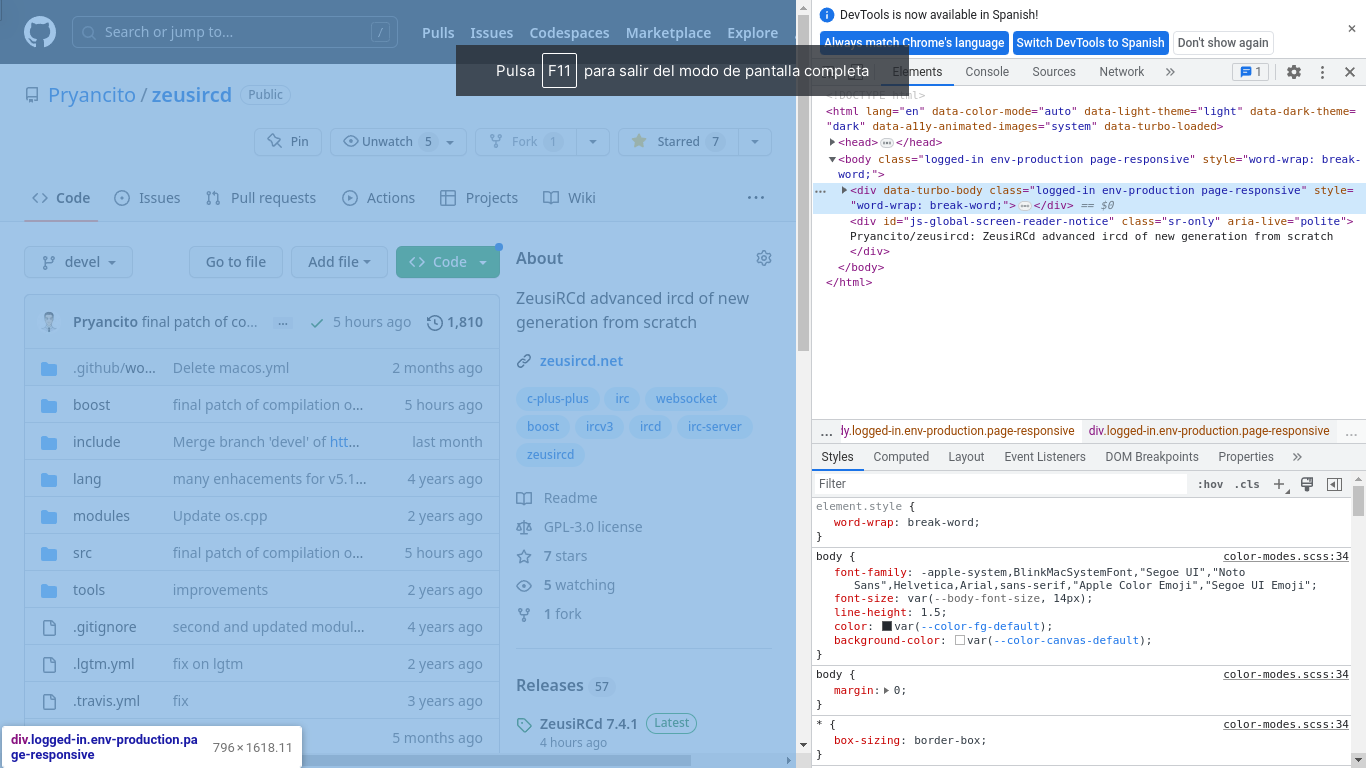 Search or jump to...
/
Pulls
Issues
Codespaces
Marketplace
Explore
Pulsa F11 para salir del modo de pantalla completa
Pryancito / zeusircd
Public
Pin
Unwatch 5
Fork 1
Starred 7
Code
Issues
Pull requests
Actions
Projects
Wiki
devel
Go to file
Add file
Code
Pryancito final patch of co...
5 hours ago
1,810
.github/wo... Delete macos.yml 2 months ago
boost final patch of compilation o... 5 hours ago
include Merge branch 'devel' of htt... last month
lang many enhacements for v5.1... 4 years ago
modules Update os.cpp 2 years ago
src final patch of compilation o... 5 hours ago
tools improvements 2 years ago
.gitignore second and updated modul... 4 years ago
.lgtm.yml fix on lgtm 2 years ago
.travis.yml fix 3 years ago
5 months ago
About
ZeusiRCd advanced ircd of new
generation from scratch
zeusircd.net
c-plus-plus irc websocket
boost ircv3 ircd irc-server
zeusircd
Readme
GPL-3.0 license
7 stars
5 watching
1 fork
Releases 57
ZeusiRCd 7.4.1 Latest
4 hours ago
div.logged-in.env-production.pa
ge-responsive
796×1618.11
DevTools is now available in Spanish!
Always match Chrome's language
Switch DevTools to Spanish
Don't show again
Elements
Console
Sources
Network
1
<!DOCTYPE html>
<html lang="en" data-color-mode="auto" data-light-theme="light" data-dark-theme=
"dark" data-a11y-animated-images="system" data-turbo-loaded>
<head>…</head>
<body class="logged-in env-production page-responsive" style="word-wrap: break-
word;">
<div data-turbo-body class="logged-in env-production page-responsive" style=
"word-wrap: break-word;">…</div> == $0
<div id="js-global-screen-reader-notice" class="sr-only" aria-live="polite">
Pryancito/zeusircd: ZeusiRCd advanced ircd of new generation from scratch
</div>
</body>
</html>
... ly.logged-in.env-production.page-responsive div.logged-in.env-production.page-responsive ...
Styles
Computed
Layout
Event Listeners
DOM Breakpoints
Properties
Filter
:hov
.cls
element.style {
word-wrap: break-word;
}
body { color-modes.scss:34
font-family: -apple-system,BlinkMacSystemFont,"Segoe UI","Noto
Sans",Helvetica,Arial,sans-serif,"Apple Color Emoji","Segoe UI Emoji";
font-size: var(--body-font-size, 14px);
line-height: 1.5;
color: var(--color-fg-default);
background-color: var(--color-canvas-default);
}
body { color-modes.scss:34
margin: 0;
}
* { color-modes.scss:34
box-sizing: border-box;
}